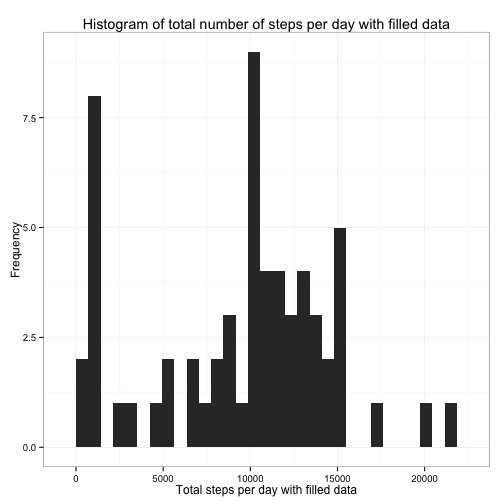 Histogram of total number of steps per day with filled data
7.5
5.0
2.5
0.0
Frequency
0 5000 10000 15000 20000
Total steps per day with filled data